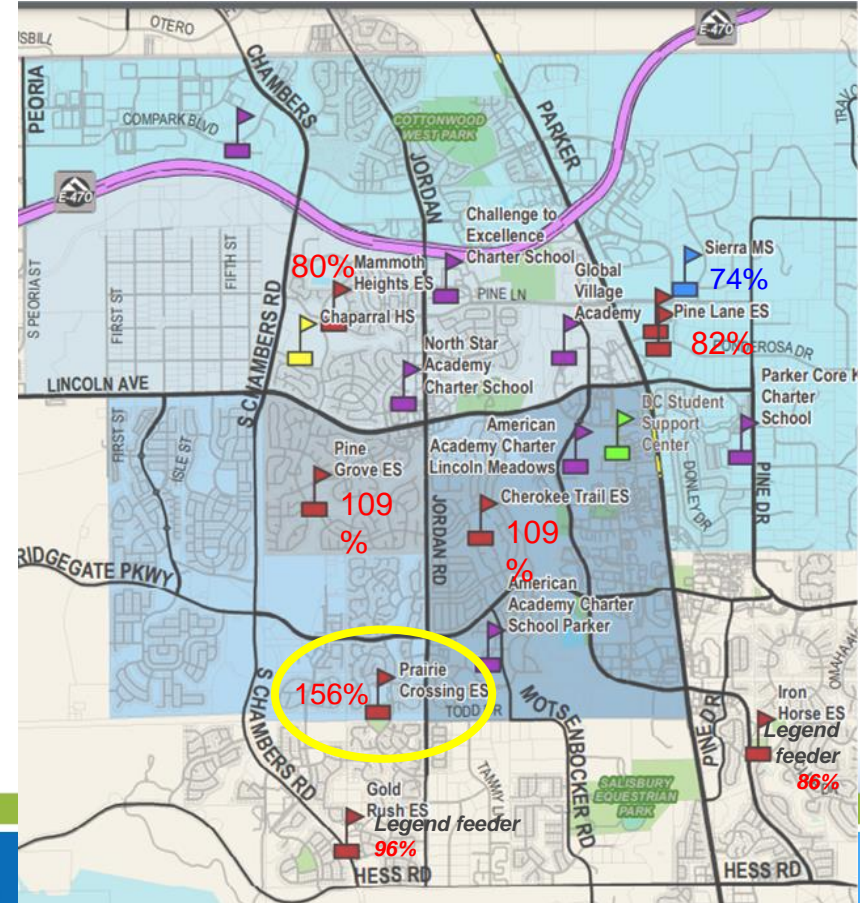 OTERO
E-470
PEORIA
CHAMBERS
COMPARK BLVD
COTTONWOOD
WEST PARK
PARKER
JORDAN
E-470
Challenge to
Excellence
Charter School
S PEORIA ST
FIRST ST
FIFTH ST
80%
Mammoth
Heights ES
PINE LN
Global
Village
Academy
Sierra MS
74%
Chaparral HS
Pine Lane ES
82%
S CHAMBERS RD
North Star
Academy
Charter School
LINCOLN AVE
Parker Core K
Charter
School
FIRST ST
ISLE ST
American
Academy Charter
Lincoln Meadows
DC Student
Support
Center
DONLEY DR
PINE DR
Pine
Grove ES
109
%
JORDAN RD
Cherokee Trail ES
109
%
RIDGEGATE PKWY
American
Academy Charter
School Parker
S CHAMBERS RD
156%
Prairie
Crossing ES
MOTSENBOCKER RD
PINE DR
Iron
Horse ES
Legend
feeder
86%
SALISBURY
EQUESTRIAN
PARK
Gold
Rush ES
Legend feeder
96%
HESS RD
HESS RD